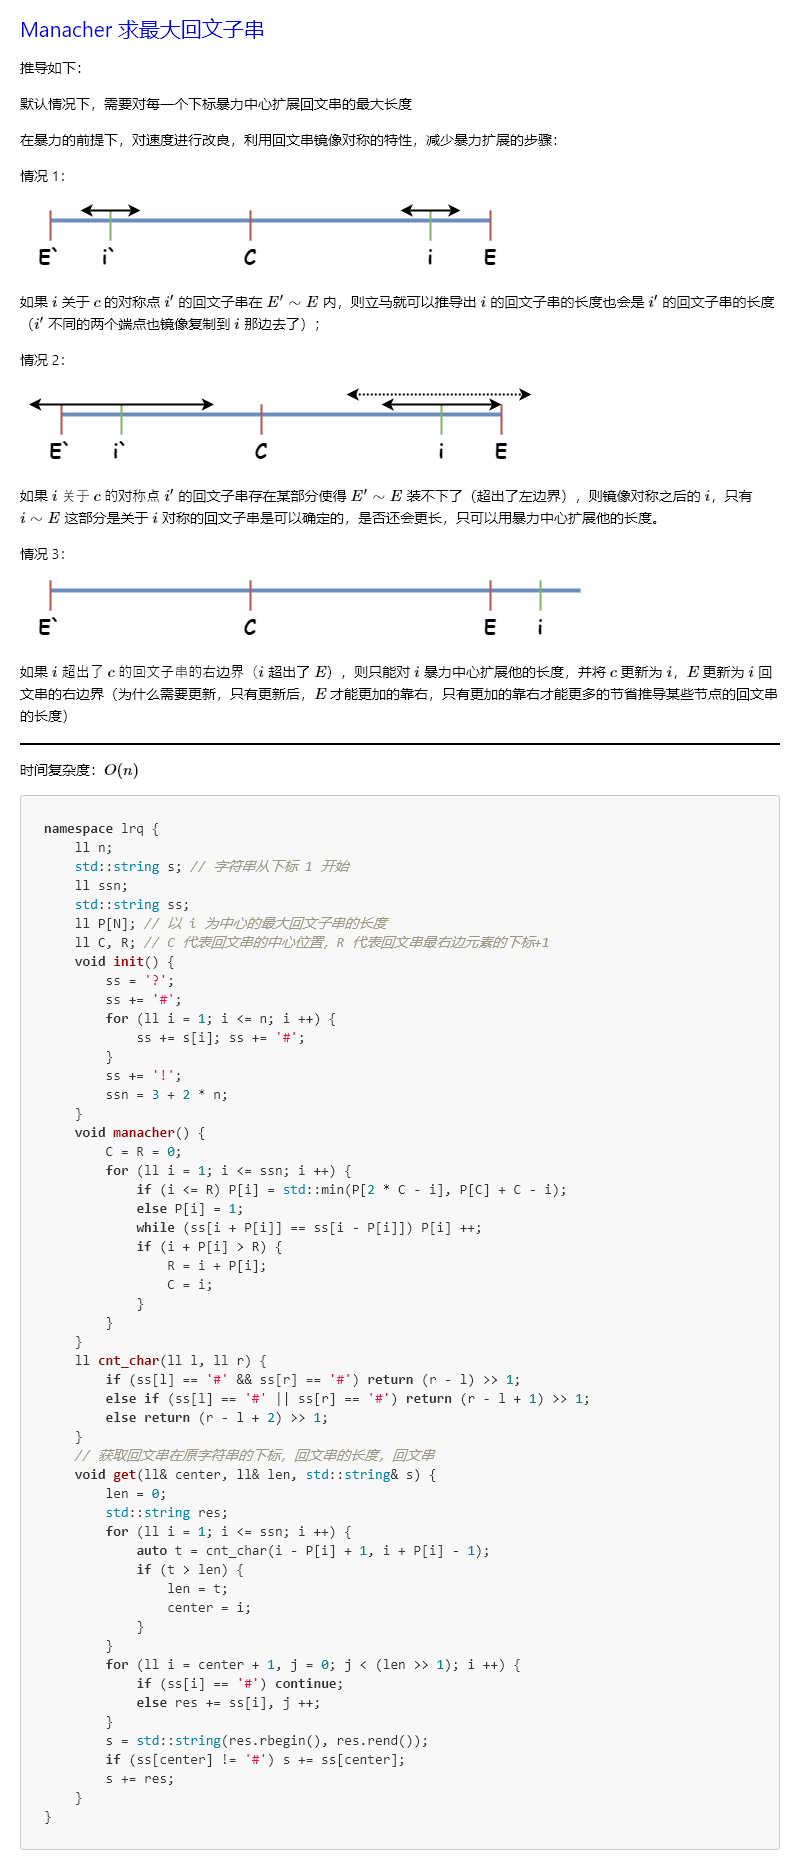 Manacher 求最大回文子串
推导如下：
默认情况下，需要对每一个下标暴力中心扩展回文串的最大长度
在暴力的前提下，对速度进行改良，利用回文串镜像对称的特性，减少暴力扩展的步骤：
情况 1：
E` i` C i E
如果 i 关于 c 的对称点 i′ 的回文子串在 E′ ∼ E 内，则立马就可以推导出 i 的回文子串的长度也会是 i′ 的回文子串的长度
（i′ 不同的两个端点也镜像复制到 i 那边去了）；
情况 2：
E` i` C i E
如果 i 关于 c 的对称点 i′ 的回文子串存在某部分使得 E′ ∼ E 装不下了（超出了左边界），则镜像对称之后的 i，只有
i ∼ E 这部分是关于 i 对称的回文子串是可以确定的，是否还会更长，只可以用暴力中心扩展他的长度。
情况 3：
E` C E i
如果 i 超出了 c 的回文子串的右边界（i 超出了 E），则只能对 i 暴力中心扩展他的长度，并将 c 更新为 i，E 更新为 i 回
文串的右边界（为什么需要更新，只有更新后，E 才能更加的靠右，只有更加的靠右才能更多的节省推导某些节点的回文串
的长度）
时间复杂度：O(n)
namespace lrq {
    ll n;
    std::string s; // 字符串从下标 1 开始
    ll ssn;
    std::string ss;
    ll P[N]; // 以 i 为中心的最大回文子串的长度
    ll C, R; // C 代表回文串的中心位置，R 代表回文串最右边元素的下标+1
    void init() {
        ss = '?';
        ss += '#';
        for (ll i = 1; i <= n; i ++) {
            ss += s[i]; ss += '#';
        }
        ss += '!';
        ssn = 3 + 2 * n;
    }
    void manacher() {
        C = R = 0;
        for (ll i = 1; i <= ssn; i ++) {
            if (i <= R) P[i] = std::min(P[2 * C - i], P[C] + C - i);
            else P[i] = 1;
            while (ss[i + P[i]] == ss[i - P[i]]) P[i] ++;
            if (i + P[i] > R) {
                R = i + P[i];
                C = i;
            }
        }
    }
    ll cnt_char(ll l, ll r) {
        if (ss[l] == '#' && ss[r] == '#') return (r - l) >> 1;
        else if (ss[l] == '#' || ss[r] == '#') return (r - l + 1) >> 1;
        else return (r - l + 2) >> 1;
    }
    // 获取回文串在原字符串的下标，回文串的长度，回文串
    void get(ll& center, ll& len, std::string& s) {
        len = 0;
        std::string res;
        for (ll i = 1; i <= ssn; i ++) {
            auto t = cnt_char(i - P[i] + 1, i + P[i] - 1);
            if (t > len) {
                len = t;
                center = i;
            }
        }
        for (ll i = center + 1, j = 0; j < (len >> 1); i ++) {
            if (ss[i] == '#') continue;
            else res += ss[i], j ++;
        }
        s = std::string(res.rbegin(), res.rend());
        if (ss[center] != '#') s += ss[center];
        s += res;
    }
}